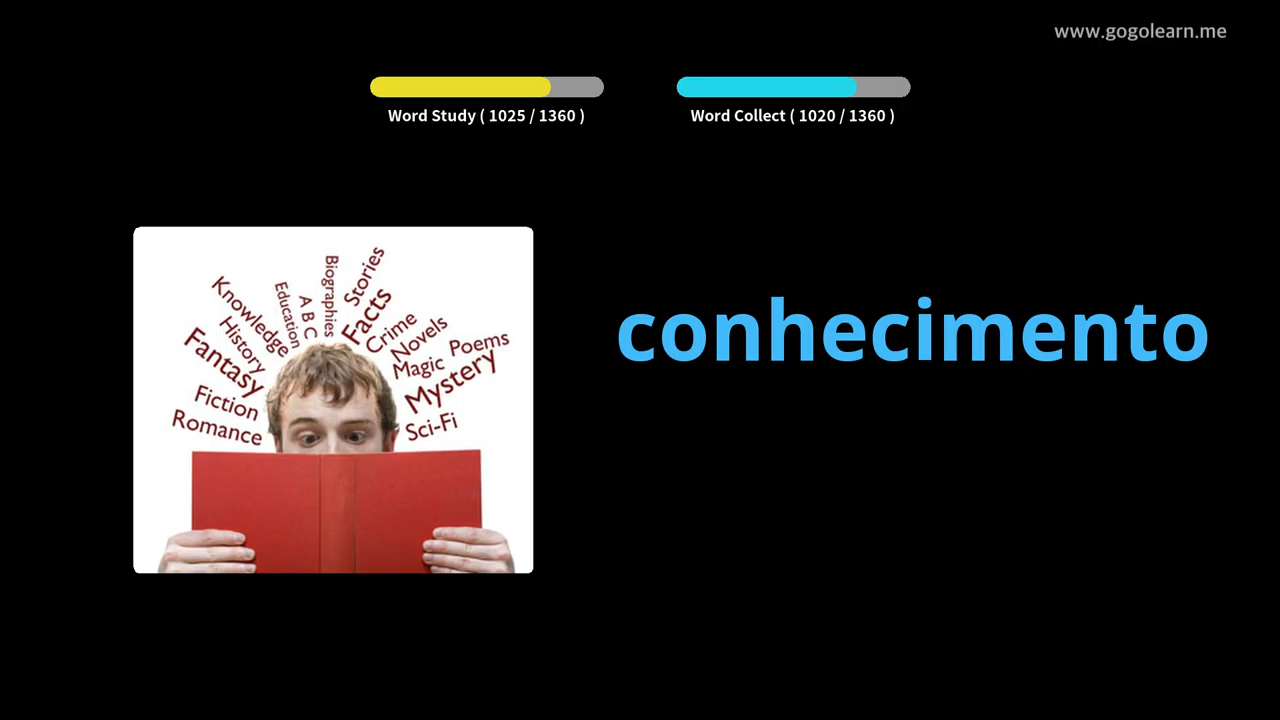 www.gogolearn.me
Word Study ( 1025 / 1360 )
Word Collect ( 1020 / 1360 )
conhecimento
Knowledge
History
Fantasy
Fiction
Romance
Education
A B C
Biographies
Stories
Facts
Crime
Novels
Magic
Poems
Mystery
Sci-Fi